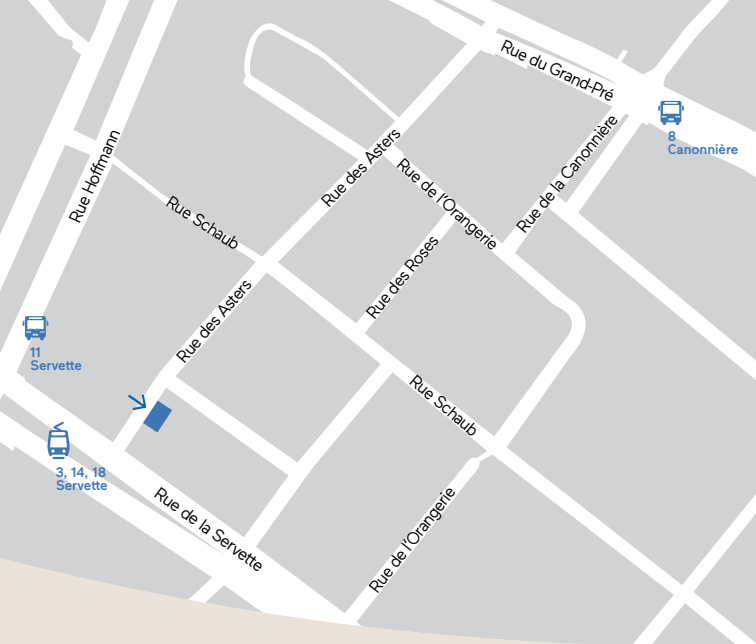 Rue du Grand-Pré
8
Canonnière
Rue de la Canonnière
Rue Hoffmann
Rue des Asters
Rue de l'Orangerie
Rue Schaub
Rue des Roses
Rue des Asters
11
Servette
Rue Schaub
3, 14, 18
Servette
Rue de la Servette
Rue de l'Orangerie